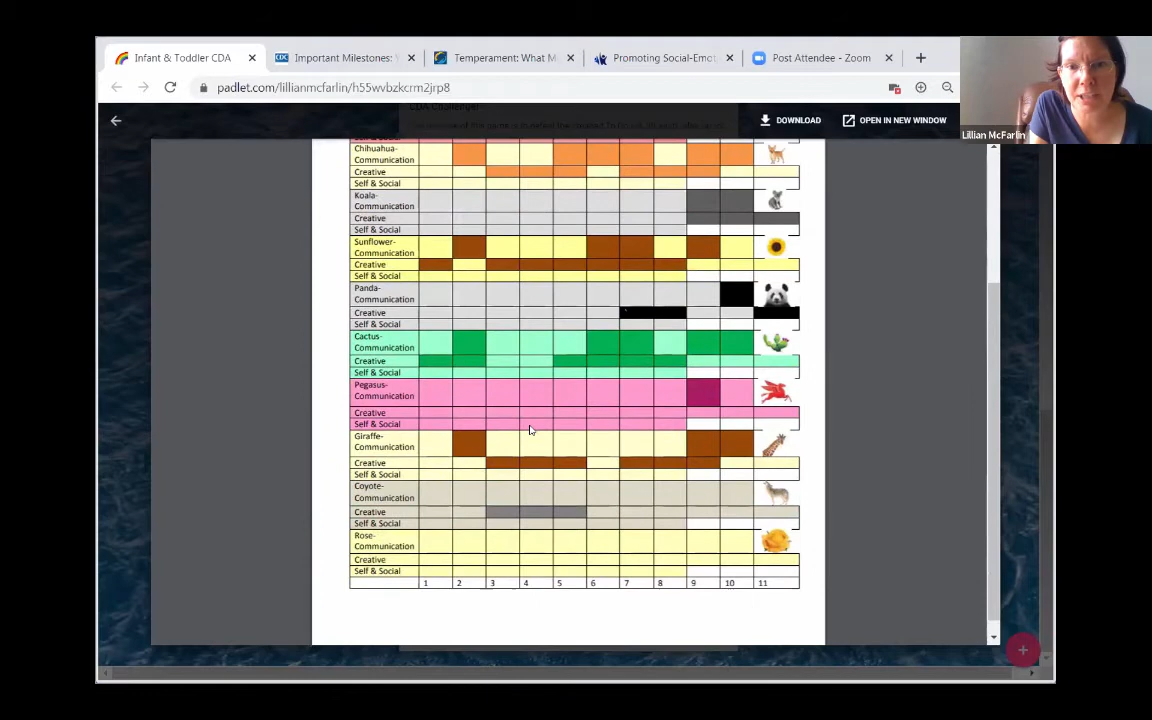 Infant & Toddler CDA
Important Milestones:
Temperament: What M
Promoting Social-Emot
Post Attendee - Zoom
padlet.com/lillianmcfarlin/h55wvbzkcrm2jrp8
CDA Challenge-
DOWNLOAD
OPEN IN NEW WINDOW
Lillian McFarlin
Chihuahua-
Communication
Creative
Self & Social
Koala-
Communication
Creative
Self & Social
Sunflower-
Communication
Creative
Self & Social
Panda-
Communication
Creative
Self & Social
Cactus-
Communication
Creative
Self & Social
Pegasus-
Communication
Creative
Self & Social
Giraffe-
Communication
Creative
Self & Social
Coyote-
Communication
Creative
Self & Social
Rose-
Communication
Creative
Self & Social
1 2 3 4 5 6 7 8 9 10 11